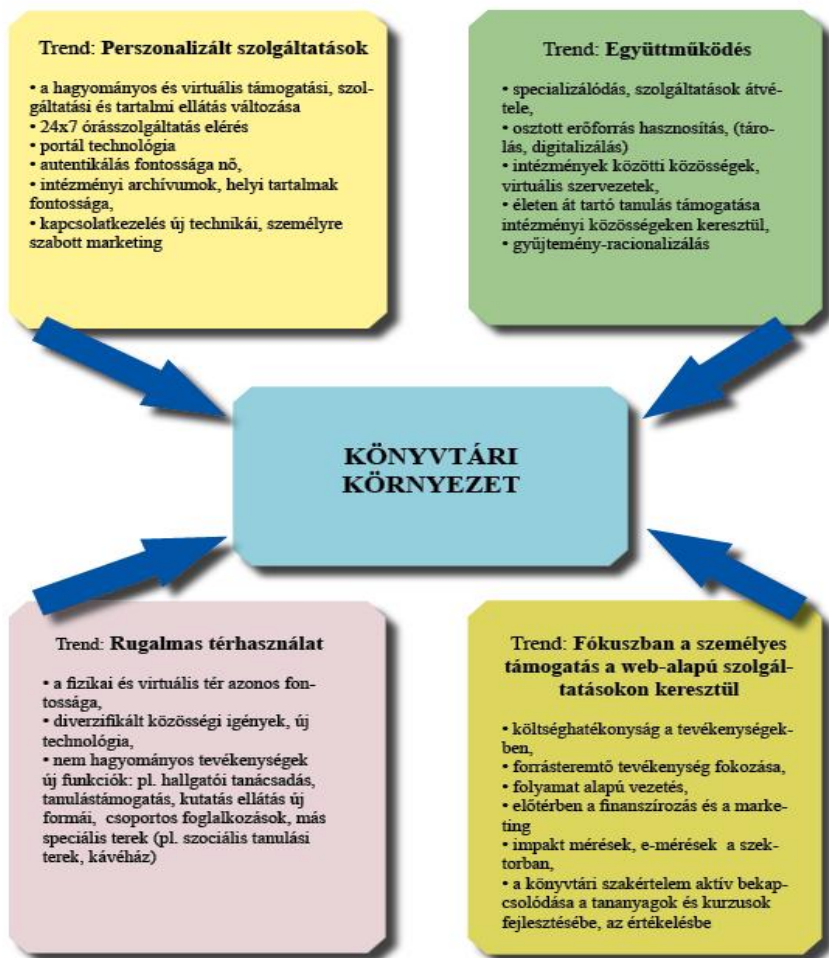 Trend: Perszonalizált szolgáltatások
• a hagyományos és virtuális támogatási, szol-
gáltatási és tartalmi ellátás változása
• 24x7 órásszolgáltatás elérés
• portál technológia
• autentikálás fontossága nő,
• intézményi archívumok, helyi tartalmak
fontossága,
• kapcsolatkezelés új technikái, személyre
szabott marketing
Trend: Együttműködés
• specializálódás, szolgáltatások átvé-
tele,
• osztott erőforrás hasznosítás, (táro-
lás, digitalizálás)
• intézmények közötti közösségek,
virtuális szervezetek,
• életen át tartó tanulás támogatása
intézményi közösségeken keresztül,
• gyűjtemény-racionalizálás
KÖNYVTÁRI
KÖRNYEZET
Trend: Rugalmas térhasználat
• a fizikai és virtuális tér azonos fon-
tossága,
• diverzifikált közösségi igények, új
technológia,
• nem hagyományos tevékenységek
új funkciók: pl. hallgatói tanácsadás,
tanulástámogatás, kutatás ellátás új
formái, csoportos foglalkozások, más
speciális terek (pl. szociális tanulási
terek, kávéház)
Trend: Fókuszban a személyes
támogatás a web-alapú szolgál-
tatásokon keresztül
• költséghatékonyság a tevékenységek-
ben,
• forrásteremtő tevékenység fokozása,
• folyamat alapú vezetés,
• előtérben a finanszírozás és a marke-
ting
• impakt mérések, e-mérések a szek-
torban,
• a könyvtári szakértelem aktív bekap-
csolódása a tananyagok és kurzusok
fejlesztésébe, az értékelésbe